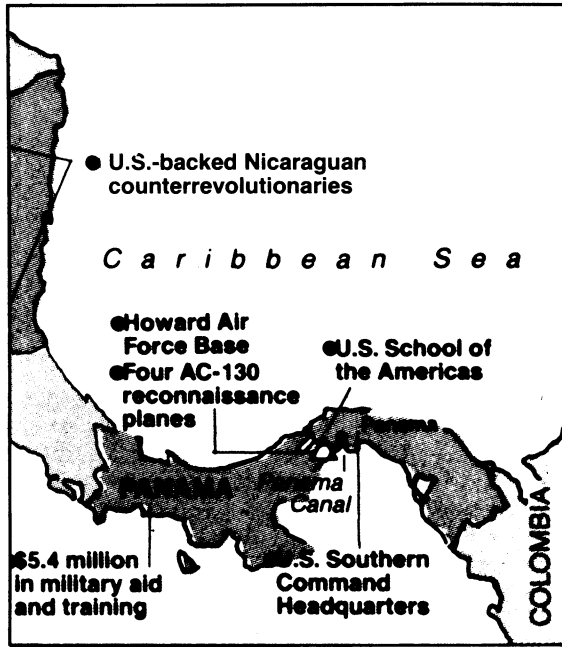 ● U.S.-backed Nicaraguan
counterrevolutionaries
Caribbean Sea
●Howard Air
Force Base
●Four AC-130
reconnaissance
planes
●U.S. School of
the Americas
Panama
PANAMA
Panama
Canal
$5.4 million
in military aid
and training
●U.S. Southern
Command
Headquarters
COLOMBIA